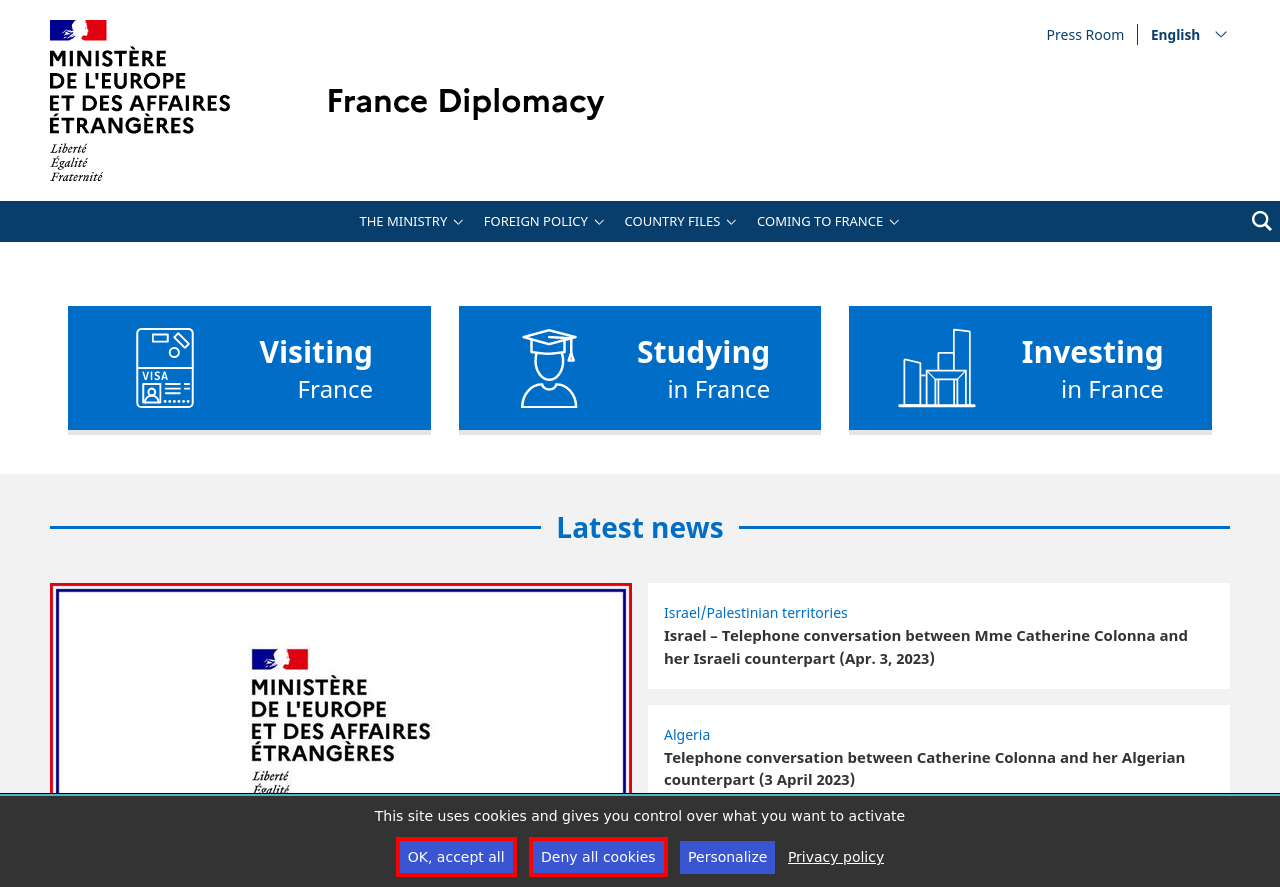 MINISTÈRE
DE L'EUROPE
ET DES AFFAIRES
ÉTRANGÈRES
Liberté
Égalité
Fraternité
France Diplomacy
Press Room
English
THE MINISTRY
FOREIGN POLICY
COUNTRY FILES
COMING TO FRANCE
VISA
Visiting
France
Studying
in France
Investing
in France
Latest news
MINISTÈRE
DE L'EUROPE
ET DES AFFAIRES
ÉTRANGÈRES
Liberté
Égalité
Israel/Palestinian territories
Israel – Telephone conversation between Mme Catherine Colonna and
her Israeli counterpart (Apr. 3, 2023)
Algeria
Telephone conversation between Catherine Colonna and her Algerian
counterpart (3 April 2023)
This site uses cookies and gives you control over what you want to activate
OK, accept all
Deny all cookies
Personalize
Privacy policy